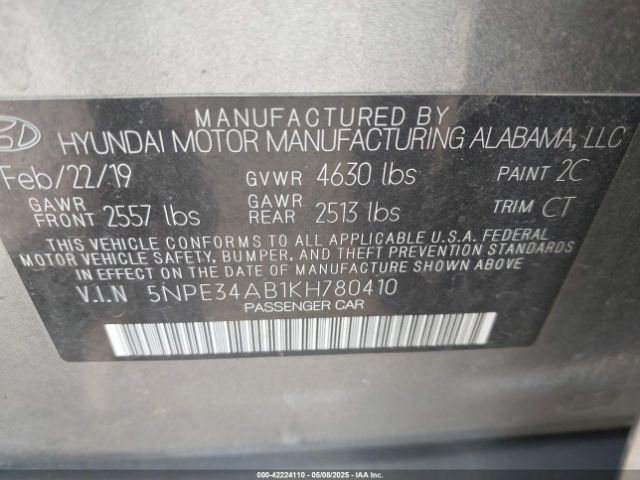 MANUFACTURED BY
HYUNDAI MOTOR MANUFACTURING ALABAMA, LLC
Feb/22/19 GVWR 4630 lbs PAINT 2C
GAWR FRONT 2557 lbs GAWR REAR 2513 lbs TRIM CT
THIS VEHICLE CONFORMS TO ALL APPLICABLE U.S.A. FEDERAL
MOTOR VEHICLE SAFETY, BUMPER, AND THEFT PREVENTION STANDARDS
IN EFFECT ON THE DATE OF MANUFACTURE SHOWN ABOVE.
V.I.N 5NPE34AB1KH780410
PASSENGER CAR
000-42224110 - 05/08/2025 - IAAI.COM